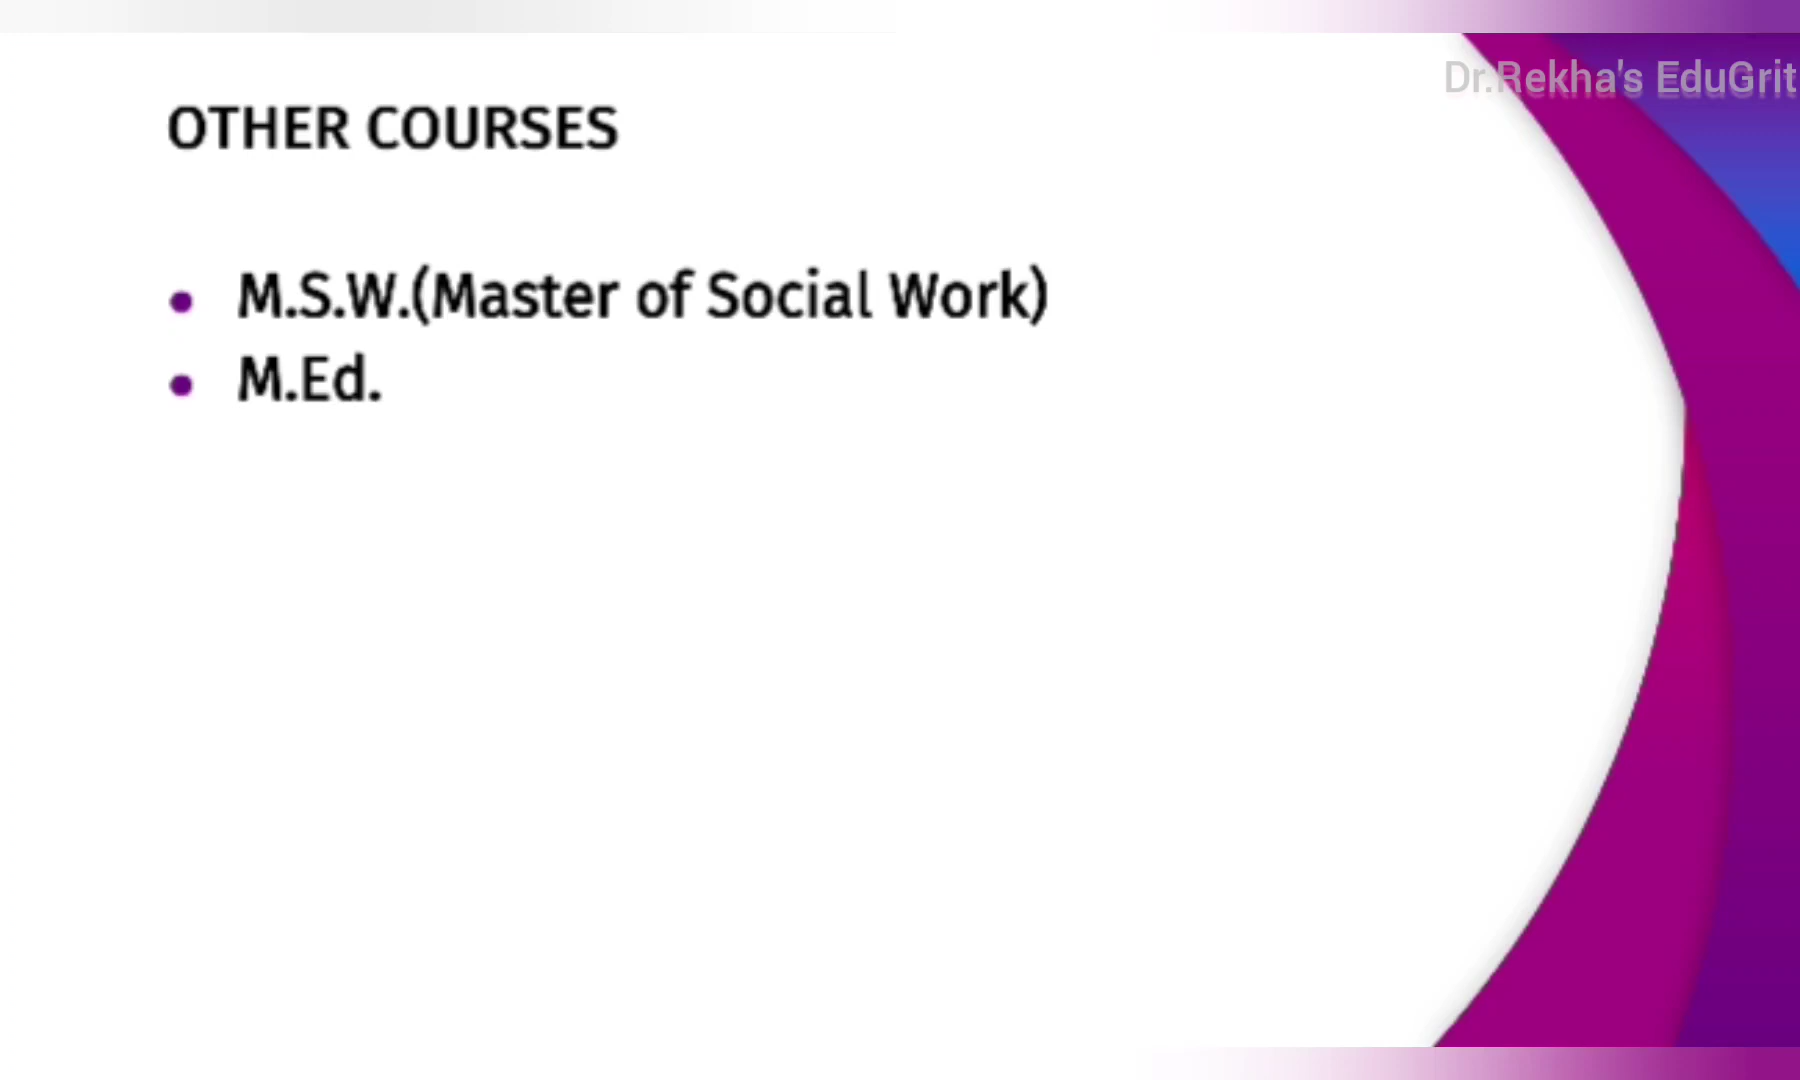 Dr.Rekha's EduGrit
OTHER COURSES
M.S.W.(Master of Social Work)
M.Ed.